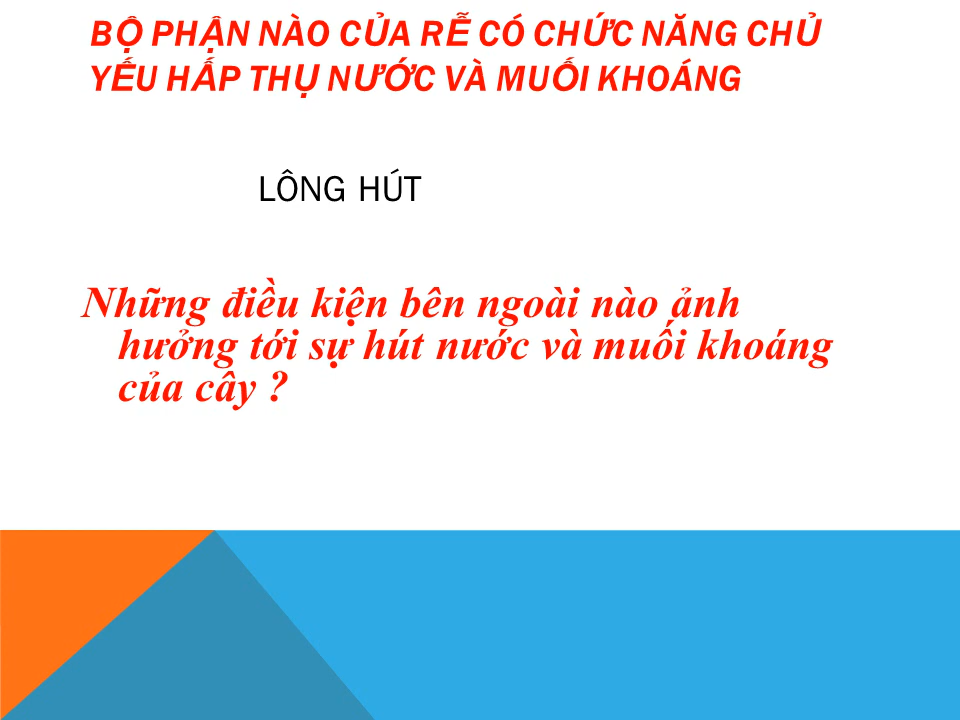 BỘ PHẬN NÀO CỦA RỄ CÓ CHỨC NĂNG CHỦ
YẾU HẤP THỤ NƯỚC VÀ MUỐI KHOÁNG
LÔNG HÚT
Những điều kiện bên ngoài nào ảnh
hưởng tới sự hút nước và muối khoáng
của cây ?